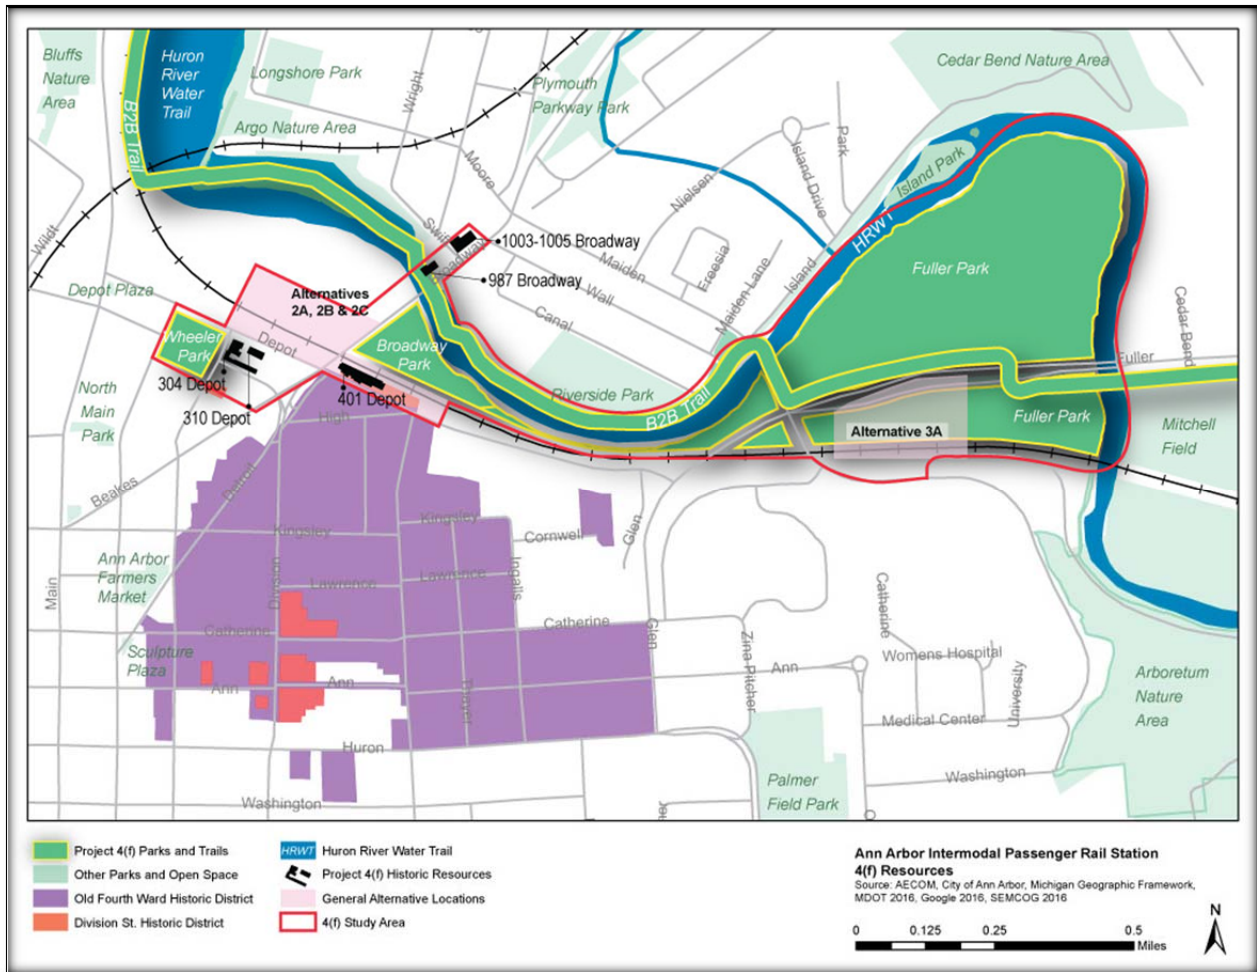 Bluffs
Nature
Area
Huron
River
Water
Trail
Longshore Park
Wright
Plymouth
Parkway Park
Cedar Bend Nature Area
B2B Trail
Argo Nature Area
Moore
Park
Island Drive
Nielsen
Island Park
HRWT
Wildt
Swift
Broadway
1003-1005 Broadway
987 Broadway
Maiden
Freesia
Wall
Canal
Maiden Lane
Island
Fuller Park
Depot Plaza
Alternatives
2A, 2B & 2C
Wheeler
Park
Depot
Broadway
Park
304 Depot
310 Depot
401 Depot
Riverside Park
B2B Trail
Cedar Bend
Fuller
Fuller Park
Alternative 3A
Mitchell
Field
North
Main
Park
High
Beakes
Detroit
Kingsley
Kingsley
Cornwell
Glen
Ann Arbor
Farmers
Market
Main
Division
Lawrence
Lawrence
Ingalls
Catherine
Catherine
Catherine
Glen
Zina Pitcher
Womens Hospital
University
Sculpture
Plaza
Ann
Ann
Thayer
Ann
Medical Center
Arboretum
Nature
Area
Huron
Washington
Palmer
Field Park
Washington
Project 4(f) Parks and Trails
Other Parks and Open Space
Old Fourth Ward Historic District
Division St. Historic District
HRWT Huron River Water Trail
Project 4(f) Historic Resources
General Alternative Locations
4(f) Study Area
Ann Arbor Intermodal Passenger Rail Station
4(f) Resources
Source: AECOM, City of Ann Arbor, Michigan Geographic Framework,
MDOT 2016, Google 2016, SEMCOG 2016
0 0.125 0.25 0.5
Miles
N